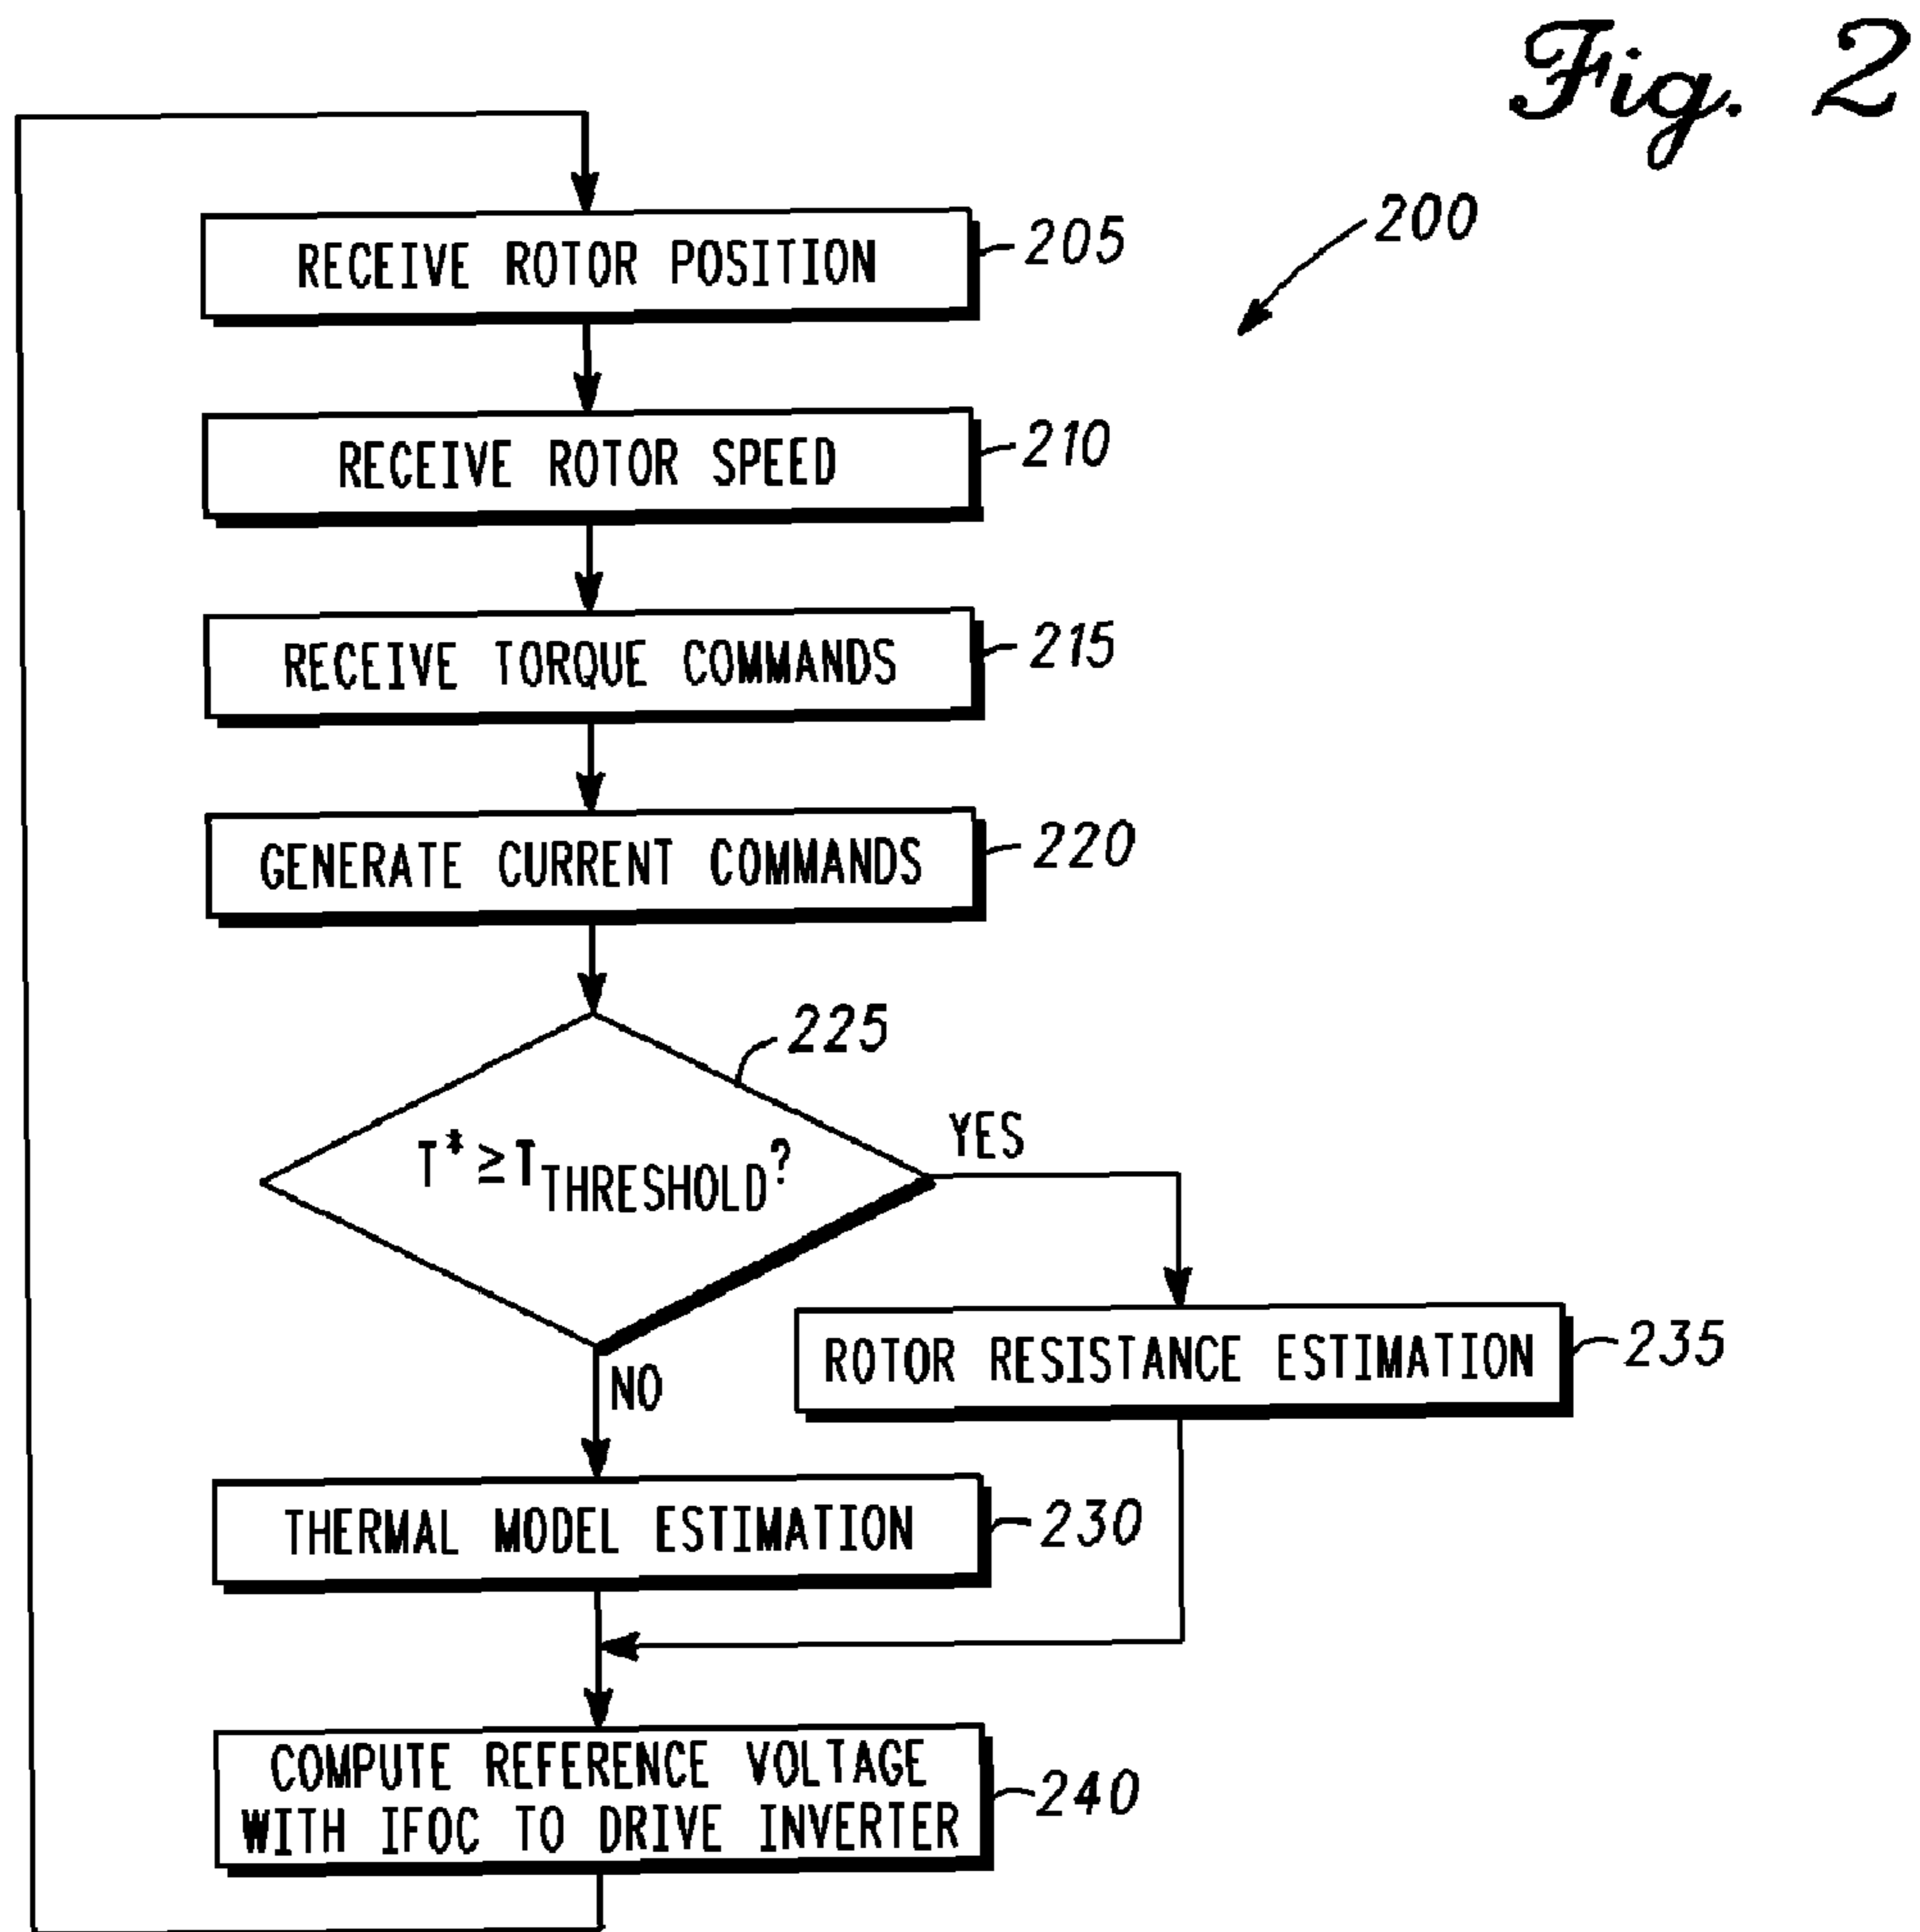 Fig. 2
200
RECEIVE ROTOR POSITION
205
RECEIVE ROTOR SPEED
210
RECEIVE TORQUE COMMANDS
215
GENERATE CURRENT COMMANDS
220
225
T* ≥ T THRESHOLD?
YES
NO
ROTOR RESISTANCE ESTIMATION
235
THERMAL MODEL ESTIMATION
230
COMPUTE REFERENCE VOLTAGE
WITH IFOC TO DRIVE INVERTER
240